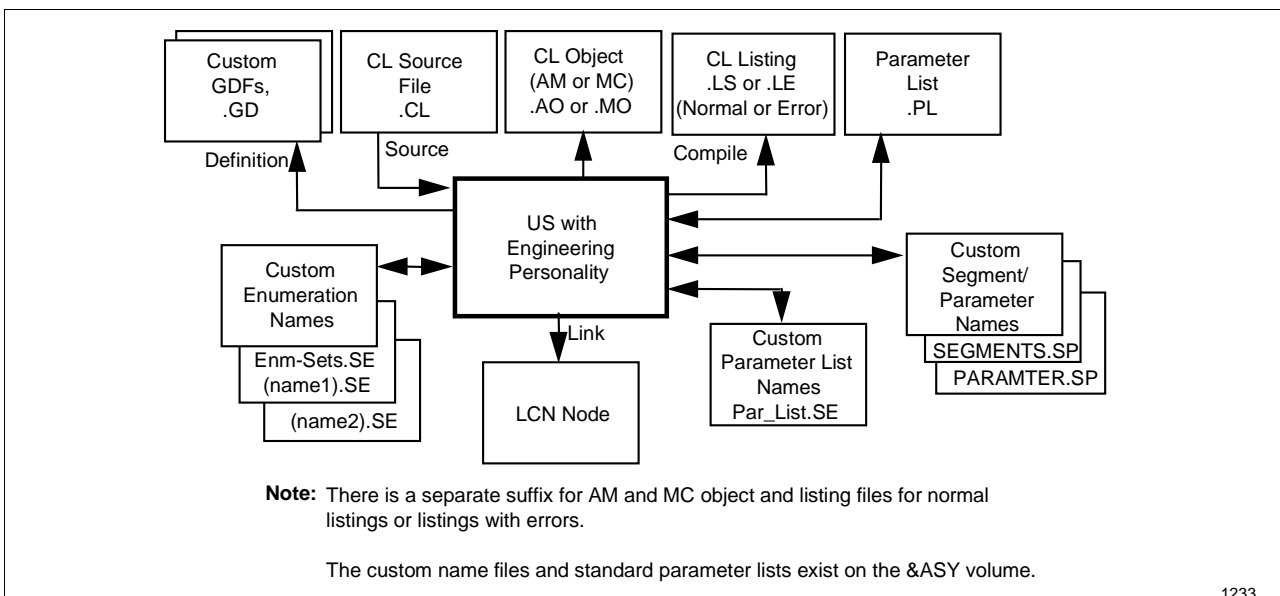 Custom
GDFs,
.GD
CL Source
File
.CL
CL Object
(AM or MC)
.AO or .MO
CL Listing
.LS or .LE
(Normal or Error)
Parameter
List
.PL
Definition
Source
Compile
US with
Engineering
Personality
Custom
Enumeration
Names
Enm-Sets.SE
(name1).SE
(name2).SE
Link
LCN Node
Custom
Parameter List
Names
Par_List.SE
Custom
Segment/
Parameter
Names
SEGMENTS.SP
PARAMTER.SP
Note: There is a separate suffix for AM and MC object and listing files for normal
listings or listings with errors.
The custom name files and standard parameter lists exist on the &ASY volume.
1233